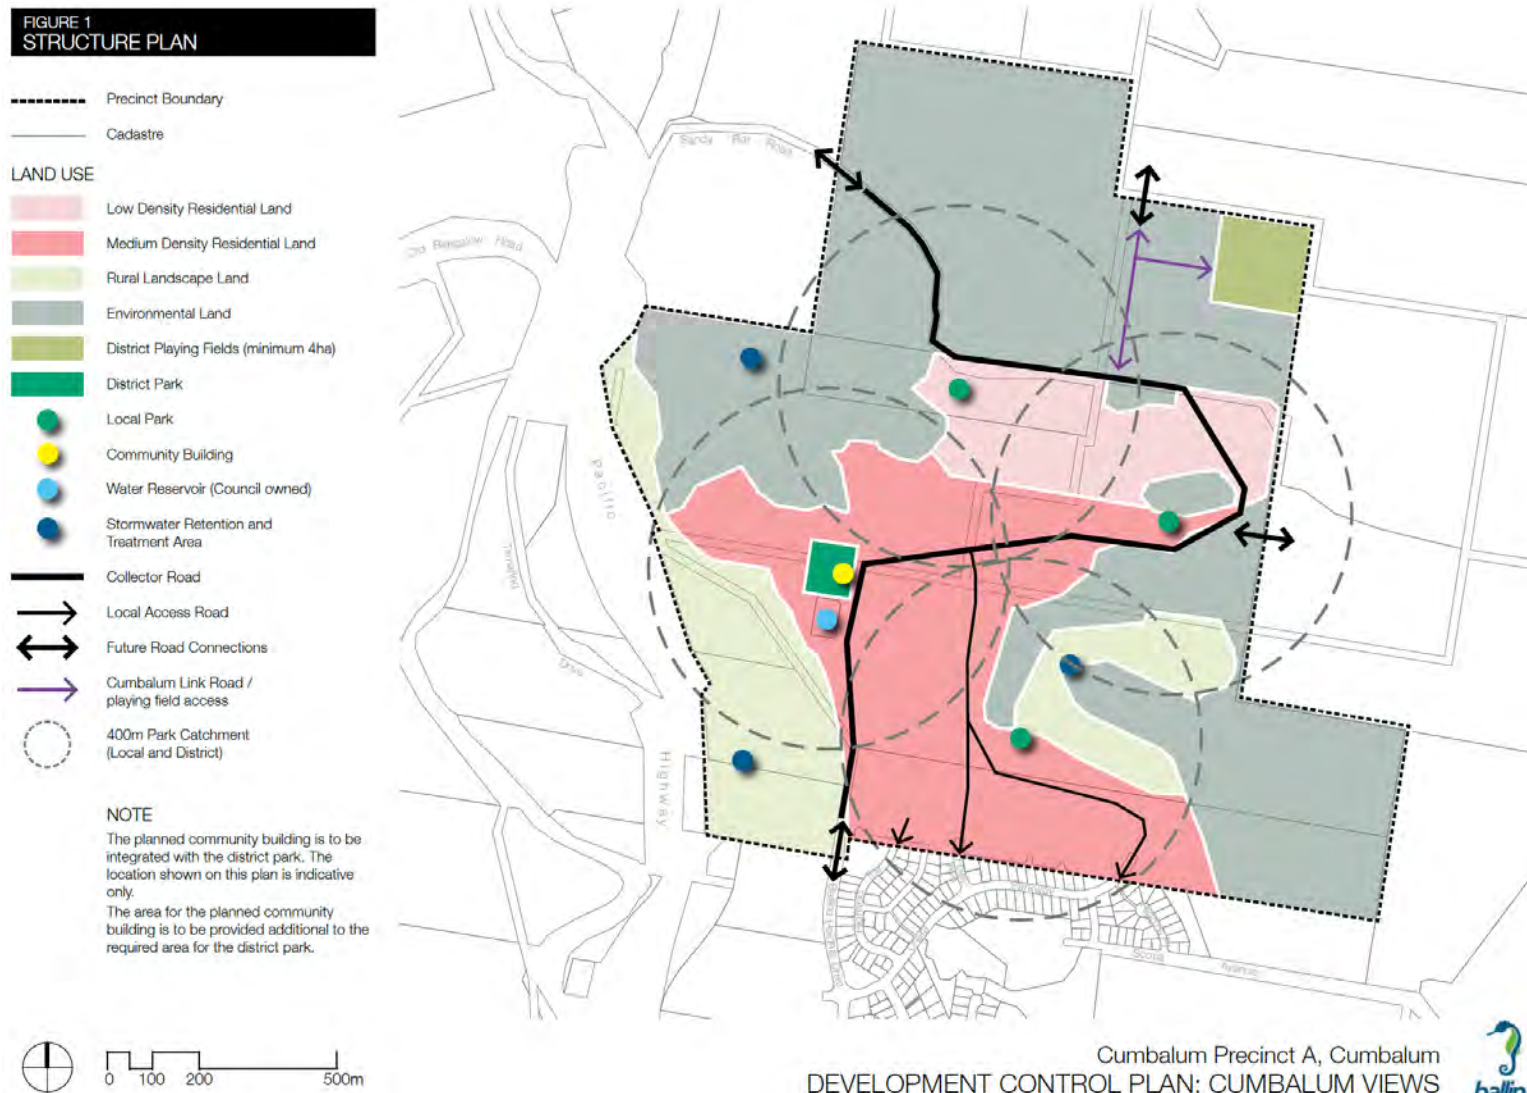 FIGURE 1
STRUCTURE PLAN
Precinct Boundary
Cadastre
LAND USE
Low Density Residential Land
Medium Density Residential Land
Rural Landscape Land
Environmental Land
District Playing Fields (minimum 4ha)
District Park
Local Park
Community Building
Water Reservoir (Council owned)
Stormwater Retention and
Treatment Area
Collector Road
Local Access Road
Future Road Connections
Cumbalum Link Road /
playing field access
400m Park Catchment
(Local and District)
NOTE
The planned community building is to be
integrated with the district park. The
location shown on this plan is indicative
only.
The area for the planned community
building is to be provided additional to the
required area for the district park.
0 100 200 500m
Sandy Flat Road
Old Bangalow Road
Pacific
Highway
Tamarind
Drive
Avenue
Cumbalum Precinct A, Cumbalum
DEVELOPMENT CONTROL PLAN: CUMBALUM VIEWS